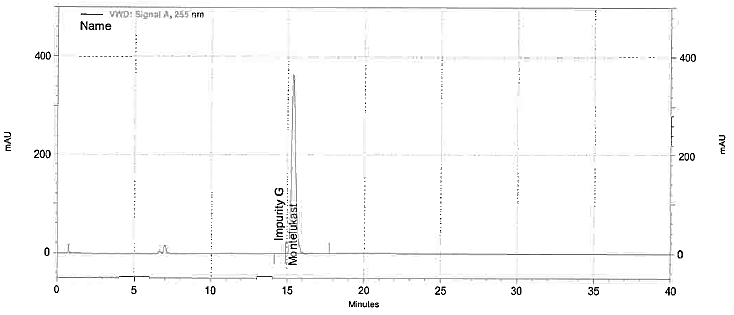 VWD: Signal A, 255 nm
Name
400
400
mAU
mAU
200
200
Impurity G
Montelukast
0
0
0 5 10 15 20 25 30 35 40
Minutes